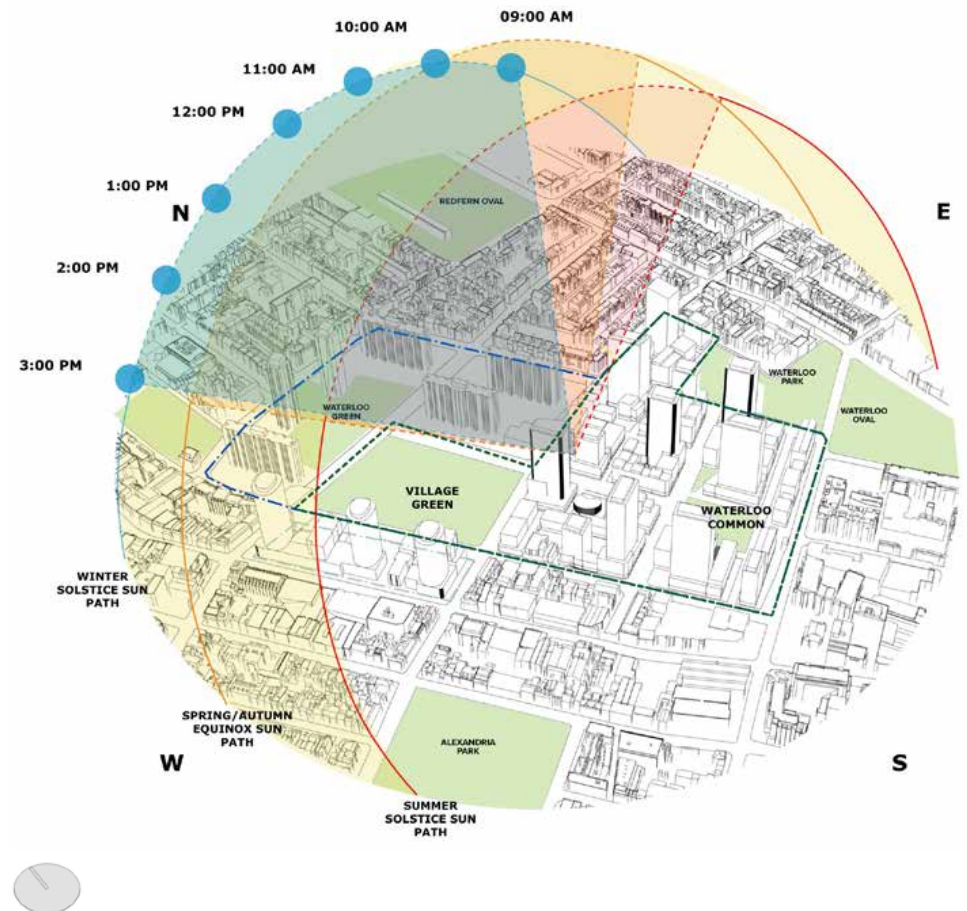 09:00 AM
10:00 AM
11:00 AM
12:00 PM
1:00 PM
N
E
REDFERN OVAL
2:00 PM
3:00 PM
WATERLOO
PARK
WATERLOO
GREEN
WATERLOO
OVAL
VILLAGE
GREEN
WATERLOO
COMMON
WINTER
SOLSTICE SUN
PATH
SPRING/AUTUMN
EQUINOX SUN
PATH
ALEXANDRIA
PARK
W
S
SUMMER
SOLSTICE SUN
PATH